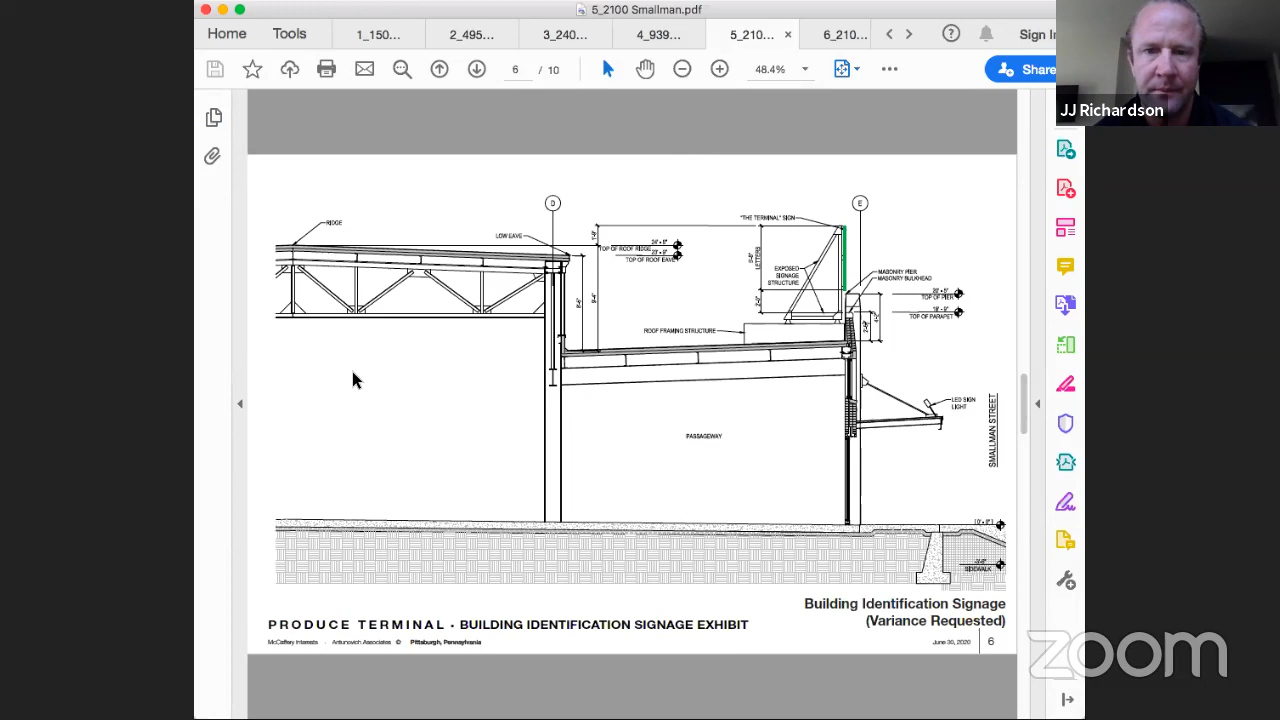 5_2100 Smallman.pdf
Home Tools 1_150... 2_495... 3_240... 4_939... 5_210... × 6_210... Sign In
6 / 10 48.4% Share
JJ Richardson
D E
RIDGE
LOW EAVE
"THE TERMINAL" SIGN
TOP OF ROOF RIDGE
TOP OF ROOF EAVE
LETTERS
EXPOSED
SIGNAGE
STRUCTURE
MASONRY PIER
MASONRY BULKHEAD
TOP OF PIER
TOP OF PARAPET
ROOF FRAMING STRUCTURE
LED SIGN
LIGHT
SMALLMAN STREET
PASSAGEWAY
SIDEWALK
Building Identification Signage
(Variance Requested)
PRODUCE TERMINAL · BUILDING IDENTIFICATION SIGNAGE EXHIBIT
McCaffery Interests · Antunovich Associates © Pittsburgh, Pennsylvania
June 30, 2020 6
zoom